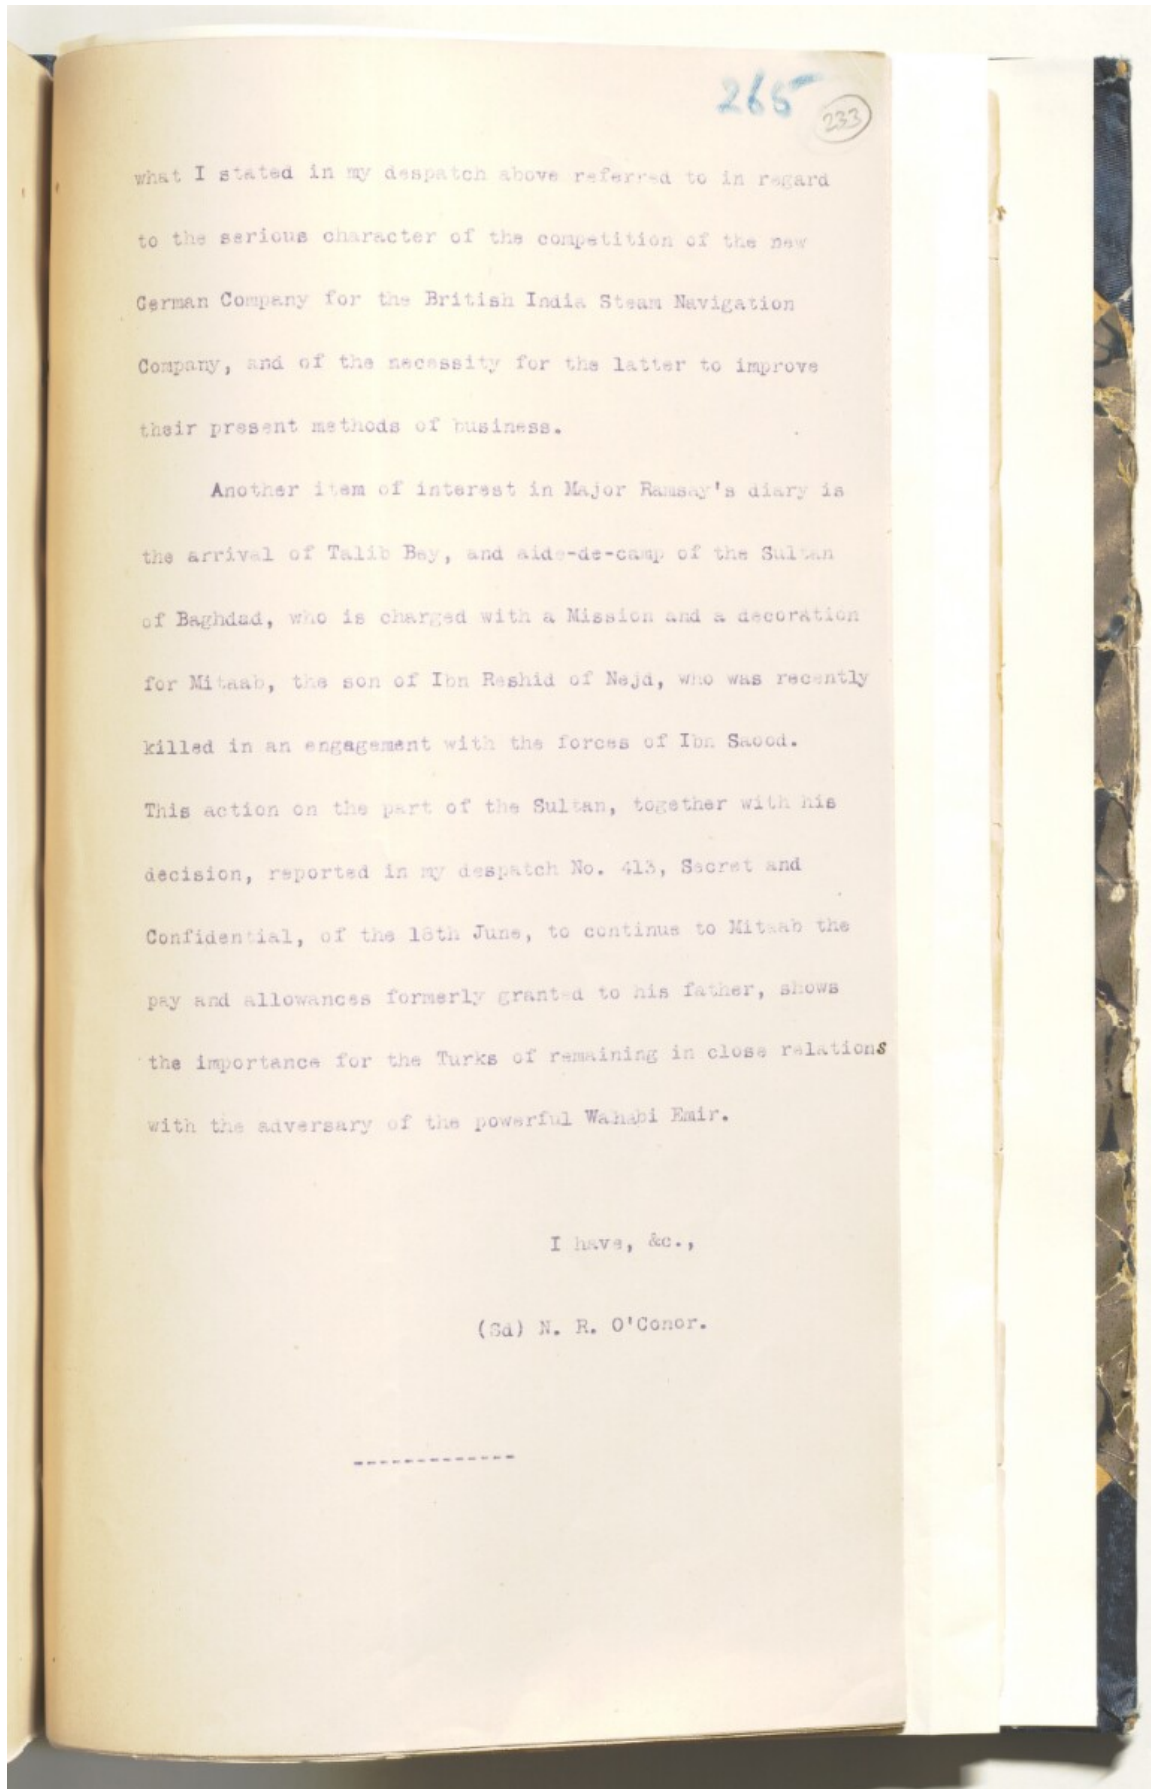 265
233
what I stated in my despatch above referred to in regard
to the serious character of the competition of the new
German Company for the British India Steam Navigation
Company, and of the necessity for the latter to improve
their present methods of business.
Another item of interest in Major Ramsay's diary is
the arrival of Talib Bey, and aide-de-camp of the Sultan
of Baghdad, who is charged with a Mission and a decoration
for Mitaab, the son of Ibn Reshid of Nejd, who was recently
killed in an engagement with the forces of Ibn Saood.
This action on the part of the Sultan, together with his
decision, reported in my despatch No. 413, Secret and
Confidential, of the 18th June, to continue to Mitaab the
pay and allowances formerly granted to his father, shows
the importance for the Turks of remaining in close relations
with the adversary of the powerful Wahabi Emir.
I have, &c.,
(Sd) N. R. O'Conor.
-------------